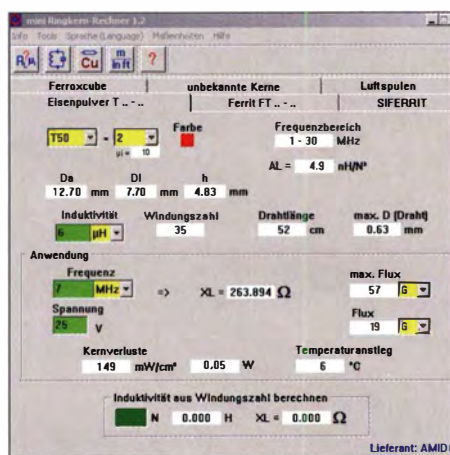 mini Ringkern-Rechner 1.2
Info Tools Sprache (Language) Maßeinheiten Hilfe
R?µ Cu m in ft ?
Ferroxcube unbekannte Kerne Luftspulen
Eisenpulver T .. - .. Ferrit FT .. - .. SIFERRIT
T50 - 2 Farbe Frequenzbereich
µi = 10 1 - 30 MHz
AL = 4.9 nH/N²
Da DI h
12.70 mm 7.70 mm 4.83 mm
Induktivität Windungszahl Drahtlänge max. D (Draht)
6 µH 35 52 cm 0.63 mm
Anwendung
Frequenz max. Flux
7 MHz => XL = 263.894 Ω 57 G
Spannung Flux
25 V 19 G
Kernverluste Temperaturanstieg
149 mW/cm³ 0,05 W 6 °C
Induktivität aus Windungszahl berechnen
N 0.000 H XL = 0.000 Ω
Lieferant: AMID